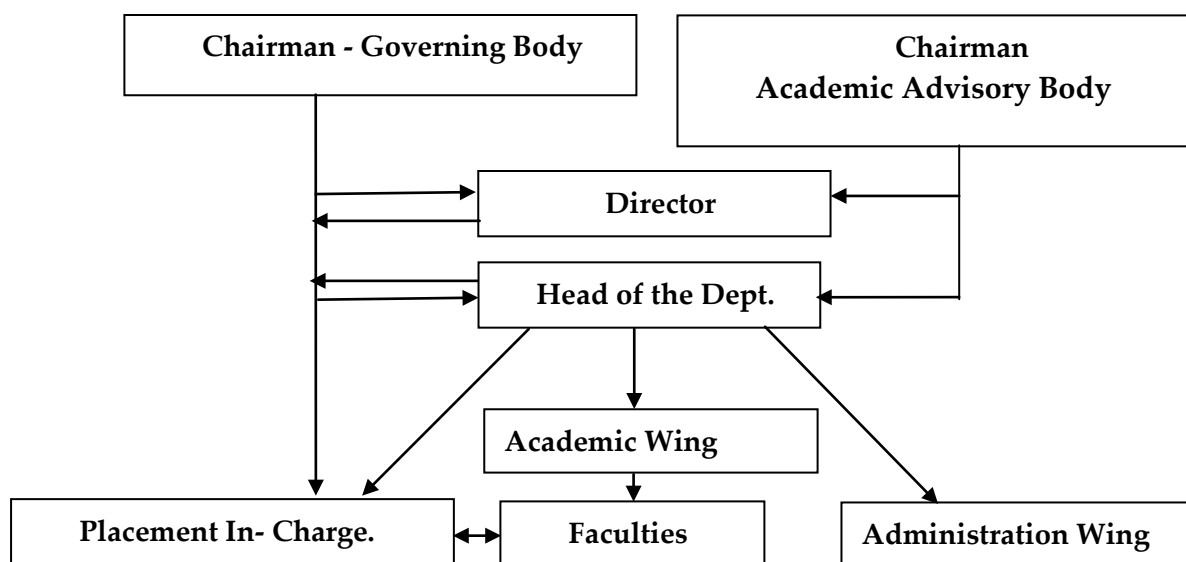 Chairman - Governing Body
Chairman
Academic Advisory Body
Director
Head of the Dept.
Academic Wing
Placement In- Charge.
Faculties
Administration Wing